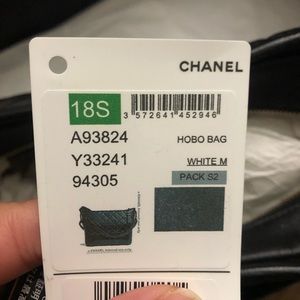 CHANEL
18S
3 572641 452946
A93824
HOBO BAG
Y33241
WHITE M
94305
PACK S2